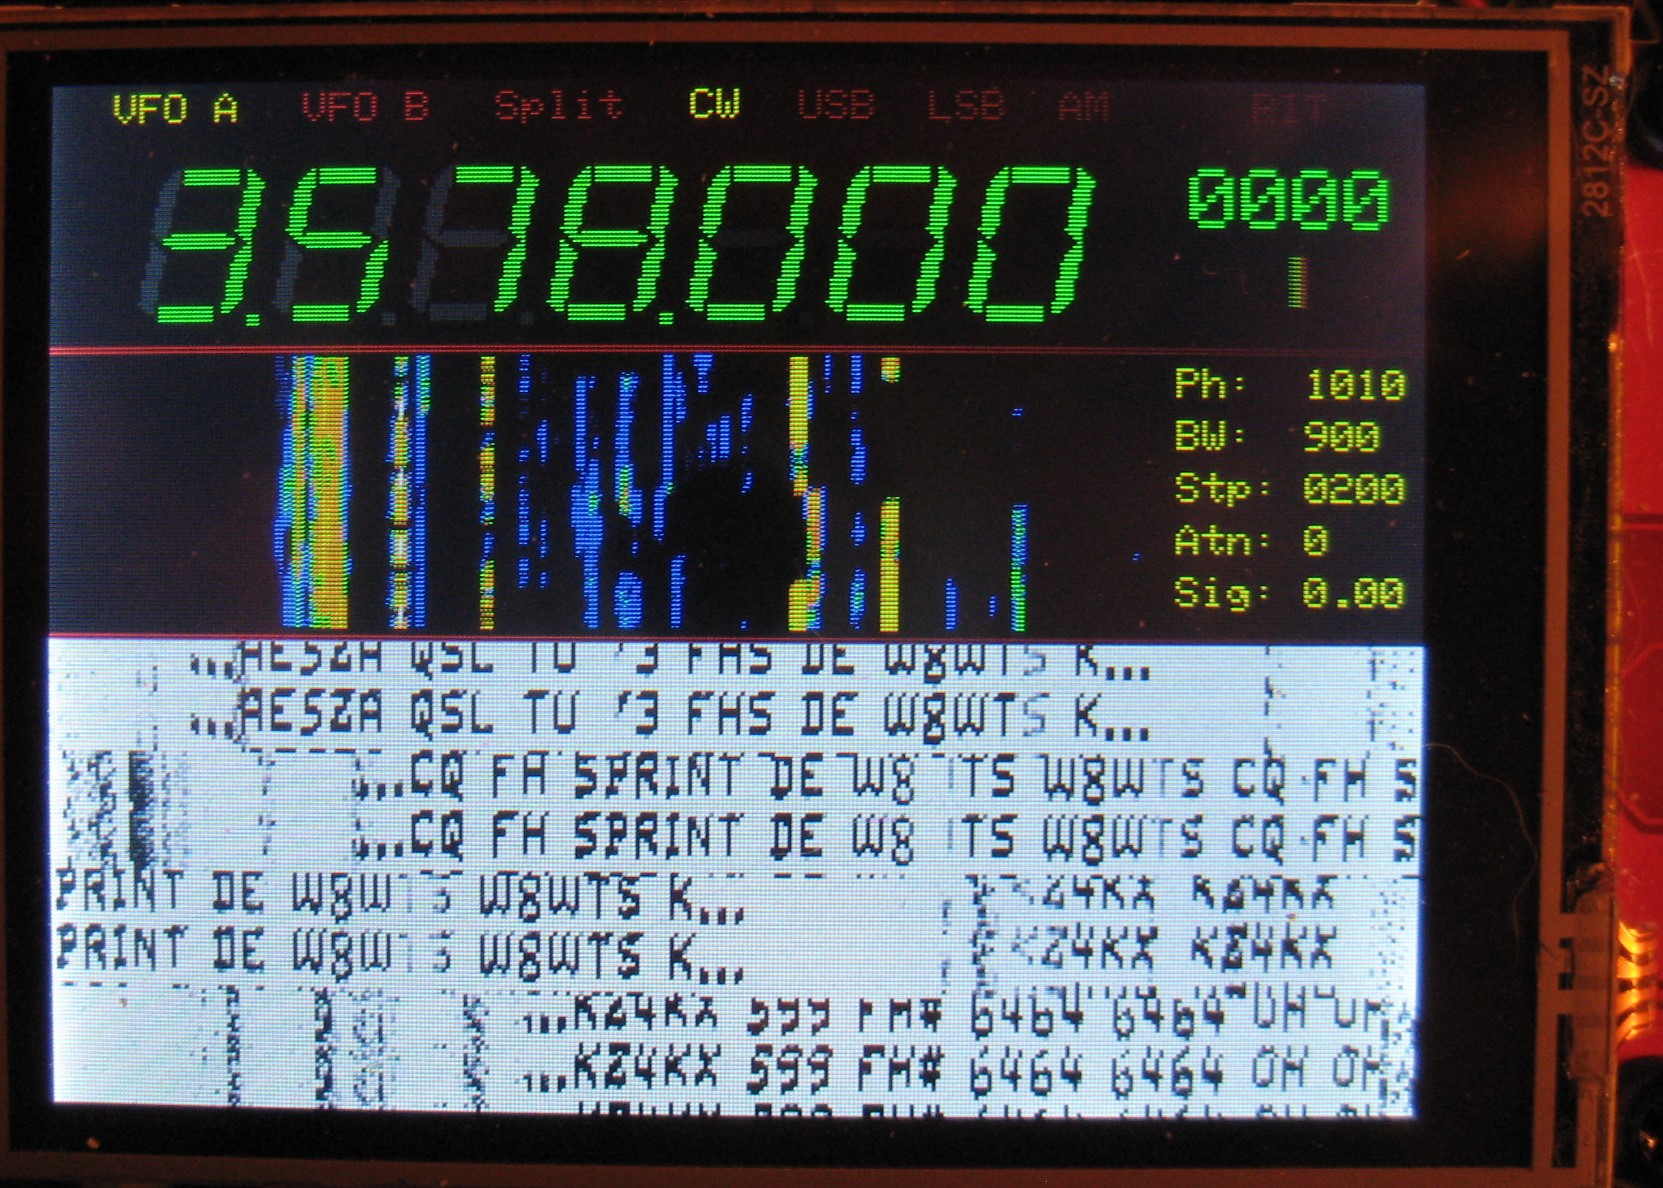 VFO A VFO B Split CW USB LSB AM RIT
3.578.000 0000
Ph: 1010
BW: 900
Stp: 0200
Atn: 0
Sig: 0.00
...AE5ZA QSL TU '3 FHS DE W8WTS K...
...AE5ZA QSL TU '3 FHS DE W8WTS K...
...CQ FH SPRINT DE W8 TS W8WTS CQ FH S
...CQ FH SPRINT DE W8 TS W8WTS CQ FH S
PRINT DE W8WTS W8WTS K...
PRINT DE W8WTS W8WTS K...
KZ4KX KZ4KX
KZ4KX KZ4KX
...KZ4KX 599 FH# 6464 6464 OH OH
...KZ4KX 599 FH# 6464 6464 OH OH
2812C-SZ